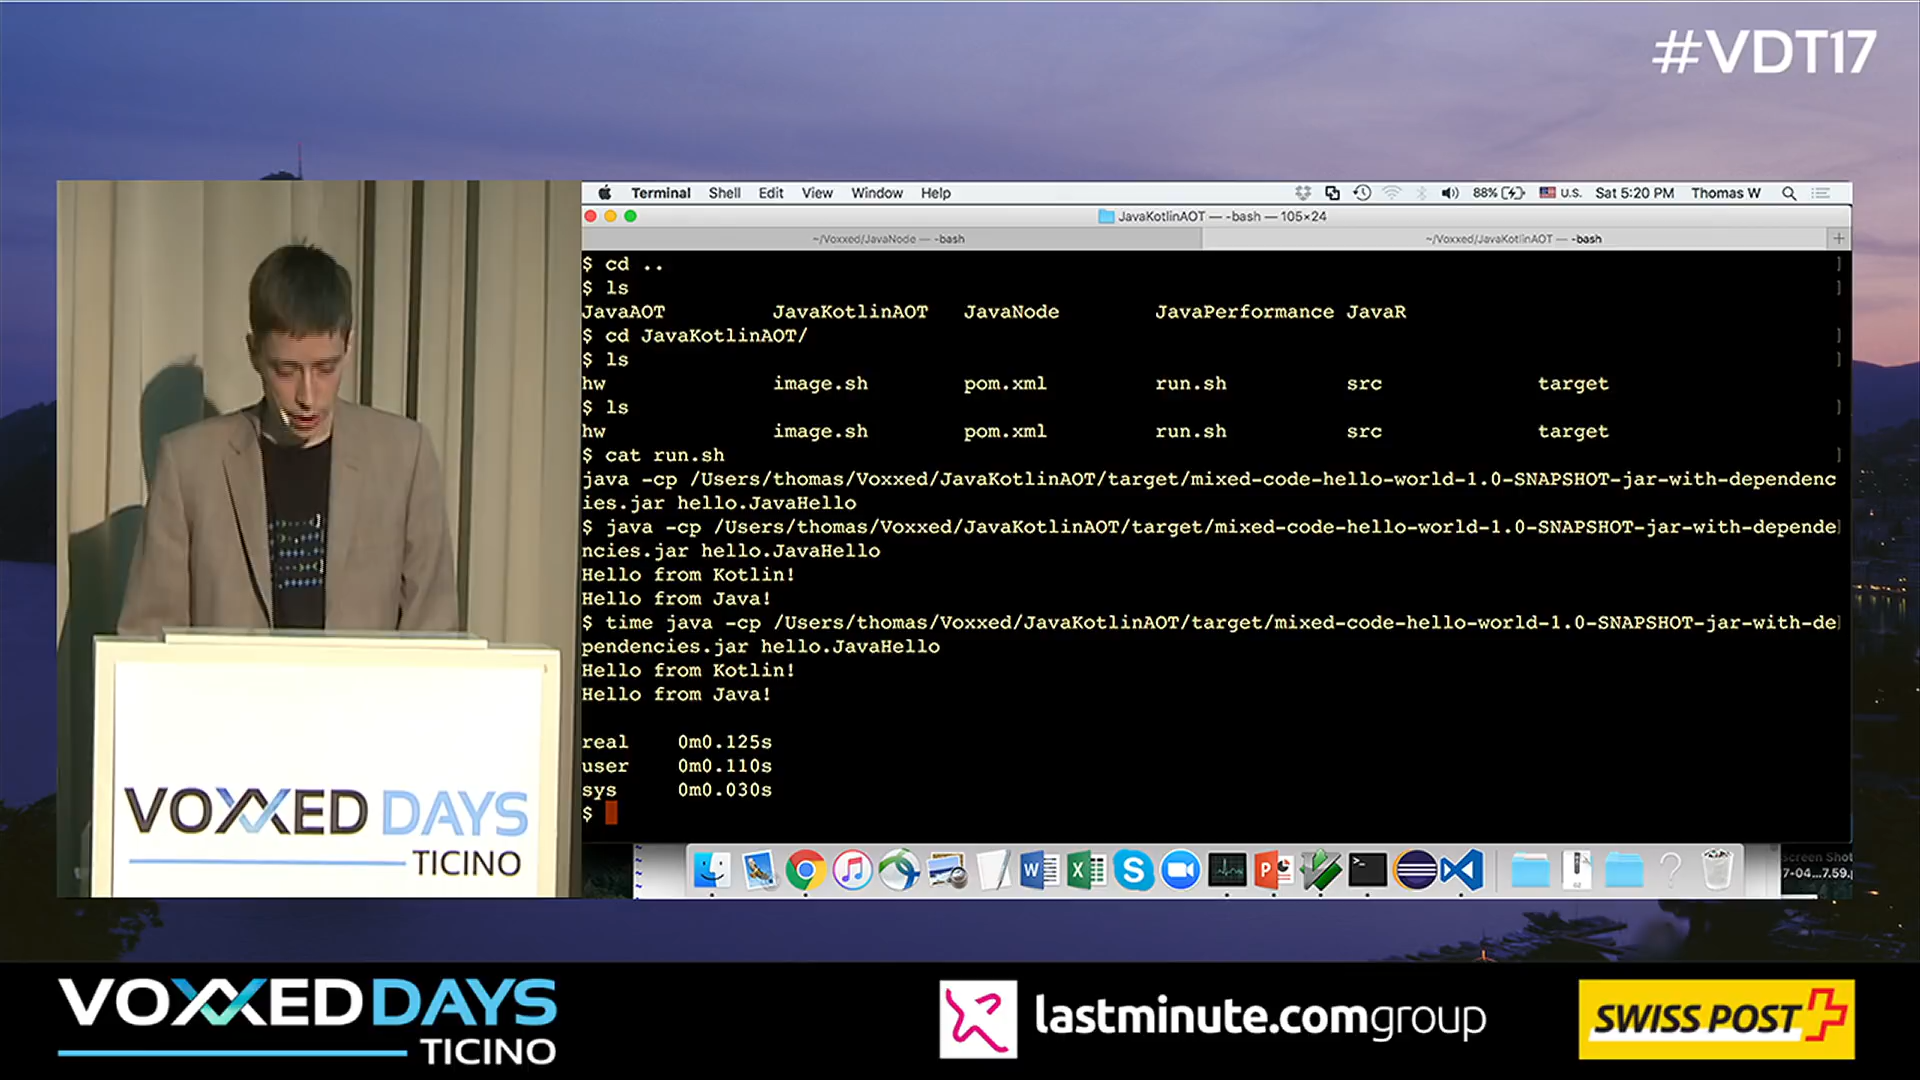 #VDT17
Terminal Shell Edit View Window Help 88% U.S. Sat 5:20 PM Thomas W
JavaKotlinAOT — -bash — 105×24
~/Voxxed/JavaNode — -bash ~/Voxxed/JavaKotlinAOT — -bash
$ cd ..
$ ls
JavaAOT JavaKotlinAOT JavaNode JavaPerformance JavaR
$ cd JavaKotlinAOT/
$ ls
hw image.sh pom.xml run.sh src target
$ ls
hw image.sh pom.xml run.sh src target
$ cat run.sh
java -cp /Users/thomas/Voxxed/JavaKotlinAOT/target/mixed-code-hello-world-1.0-SNAPSHOT-jar-with-dependenc
ies.jar hello.JavaHello
$ java -cp /Users/thomas/Voxxed/JavaKotlinAOT/target/mixed-code-hello-world-1.0-SNAPSHOT-jar-with-depende
ncies.jar hello.JavaHello
Hello from Kotlin!
Hello from Java!
$ time java -cp /Users/thomas/Voxxed/JavaKotlinAOT/target/mixed-code-hello-world-1.0-SNAPSHOT-jar-with-de
pendencies.jar hello.JavaHello
Hello from Kotlin!
Hello from Java!
real 0m0.125s
user 0m0.110s
sys 0m0.030s
$
Screen Shot
17-04...7.59.
VOXXED DAYS
TICINO
VOXXED DAYS
TICINO
lastminute.comgroup
SWISS POST